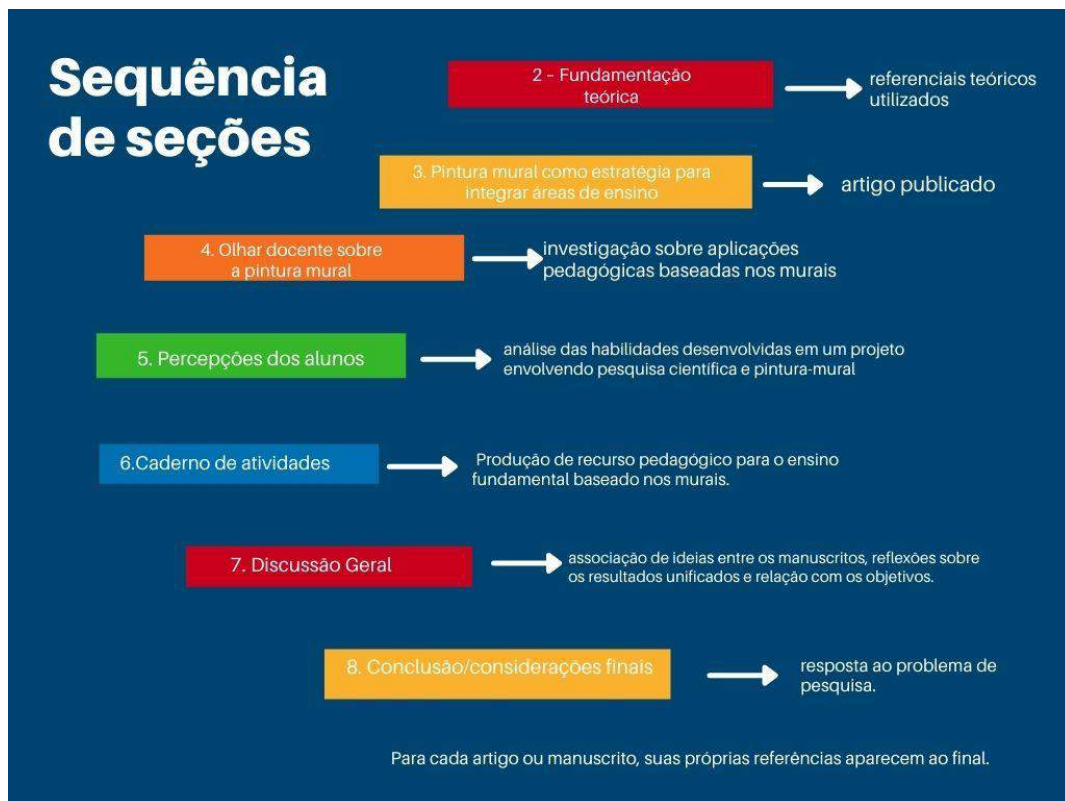 Sequência
de seções
2 – Fundamentação
teórica
referenciais teóricos
utilizados
3. Pintura mural como estratégia para
integrar áreas de ensino
artigo publicado
4. Olhar docente sobre
a pintura mural
investigação sobre aplicações
pedagógicas baseadas nos murais
5. Percepções dos alunos
análise das habilidades desenvolvidas em um projeto
envolvendo pesquisa científica e pintura-mural
6.Caderno de atividades
Produção de recurso pedagógico para o ensino
fundamental baseado nos murais.
7. Discussão Geral
associação de ideias entre os manuscritos, reflexões sobre
os resultados unificados e relação com os objetivos.
8. Conclusão/considerações finais
resposta ao problema de
pesquisa.
Para cada artigo ou manuscrito, suas próprias referências aparecem ao final.